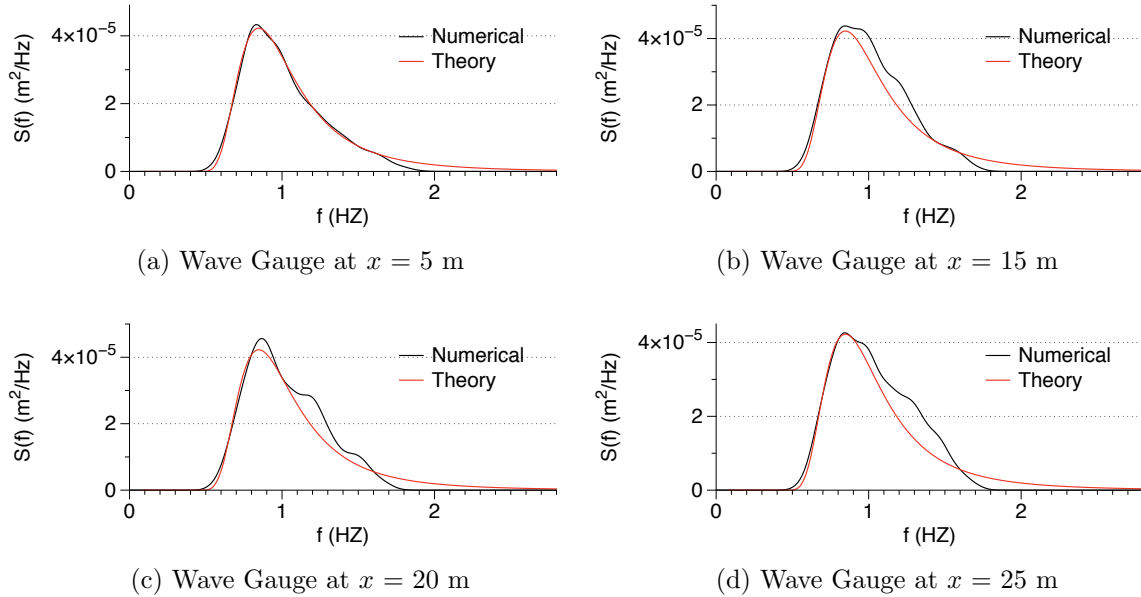 4×10⁻⁵
2
0
S(f) (m²/Hz)
Numerical
Theory
0 1 2
f (HZ)
(a) Wave Gauge at x = 5 m
4×10⁻⁵
2
0
S(f) (m²/Hz)
Numerical
Theory
0 1 2
f (HZ)
(b) Wave Gauge at x = 15 m
4×10⁻⁵
2
0
S(f) (m²/Hz)
Numerical
Theory
0 1 2
f (HZ)
(c) Wave Gauge at x = 20 m
4×10⁻⁵
2
0
S(f) (m²/Hz)
Numerical
Theory
0 1 2
f (HZ)
(d) Wave Gauge at x = 25 m